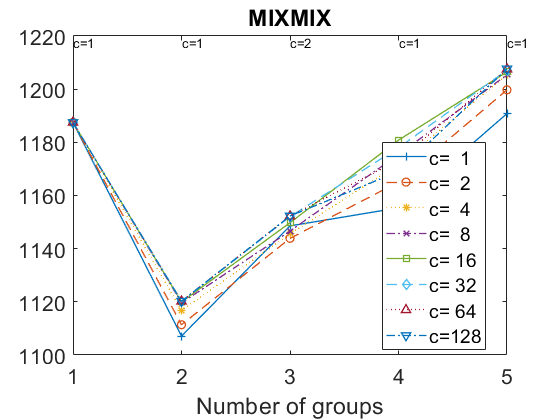 MIXMIX
1220
c=1 c=1 c=2 c=1 c=1
1200
1180
1160
1140
1120
1100
c= 1
c= 2
c= 4
c= 8
c= 16
c= 32
c= 64
c=128
1 2 3 4 5
Number of groups